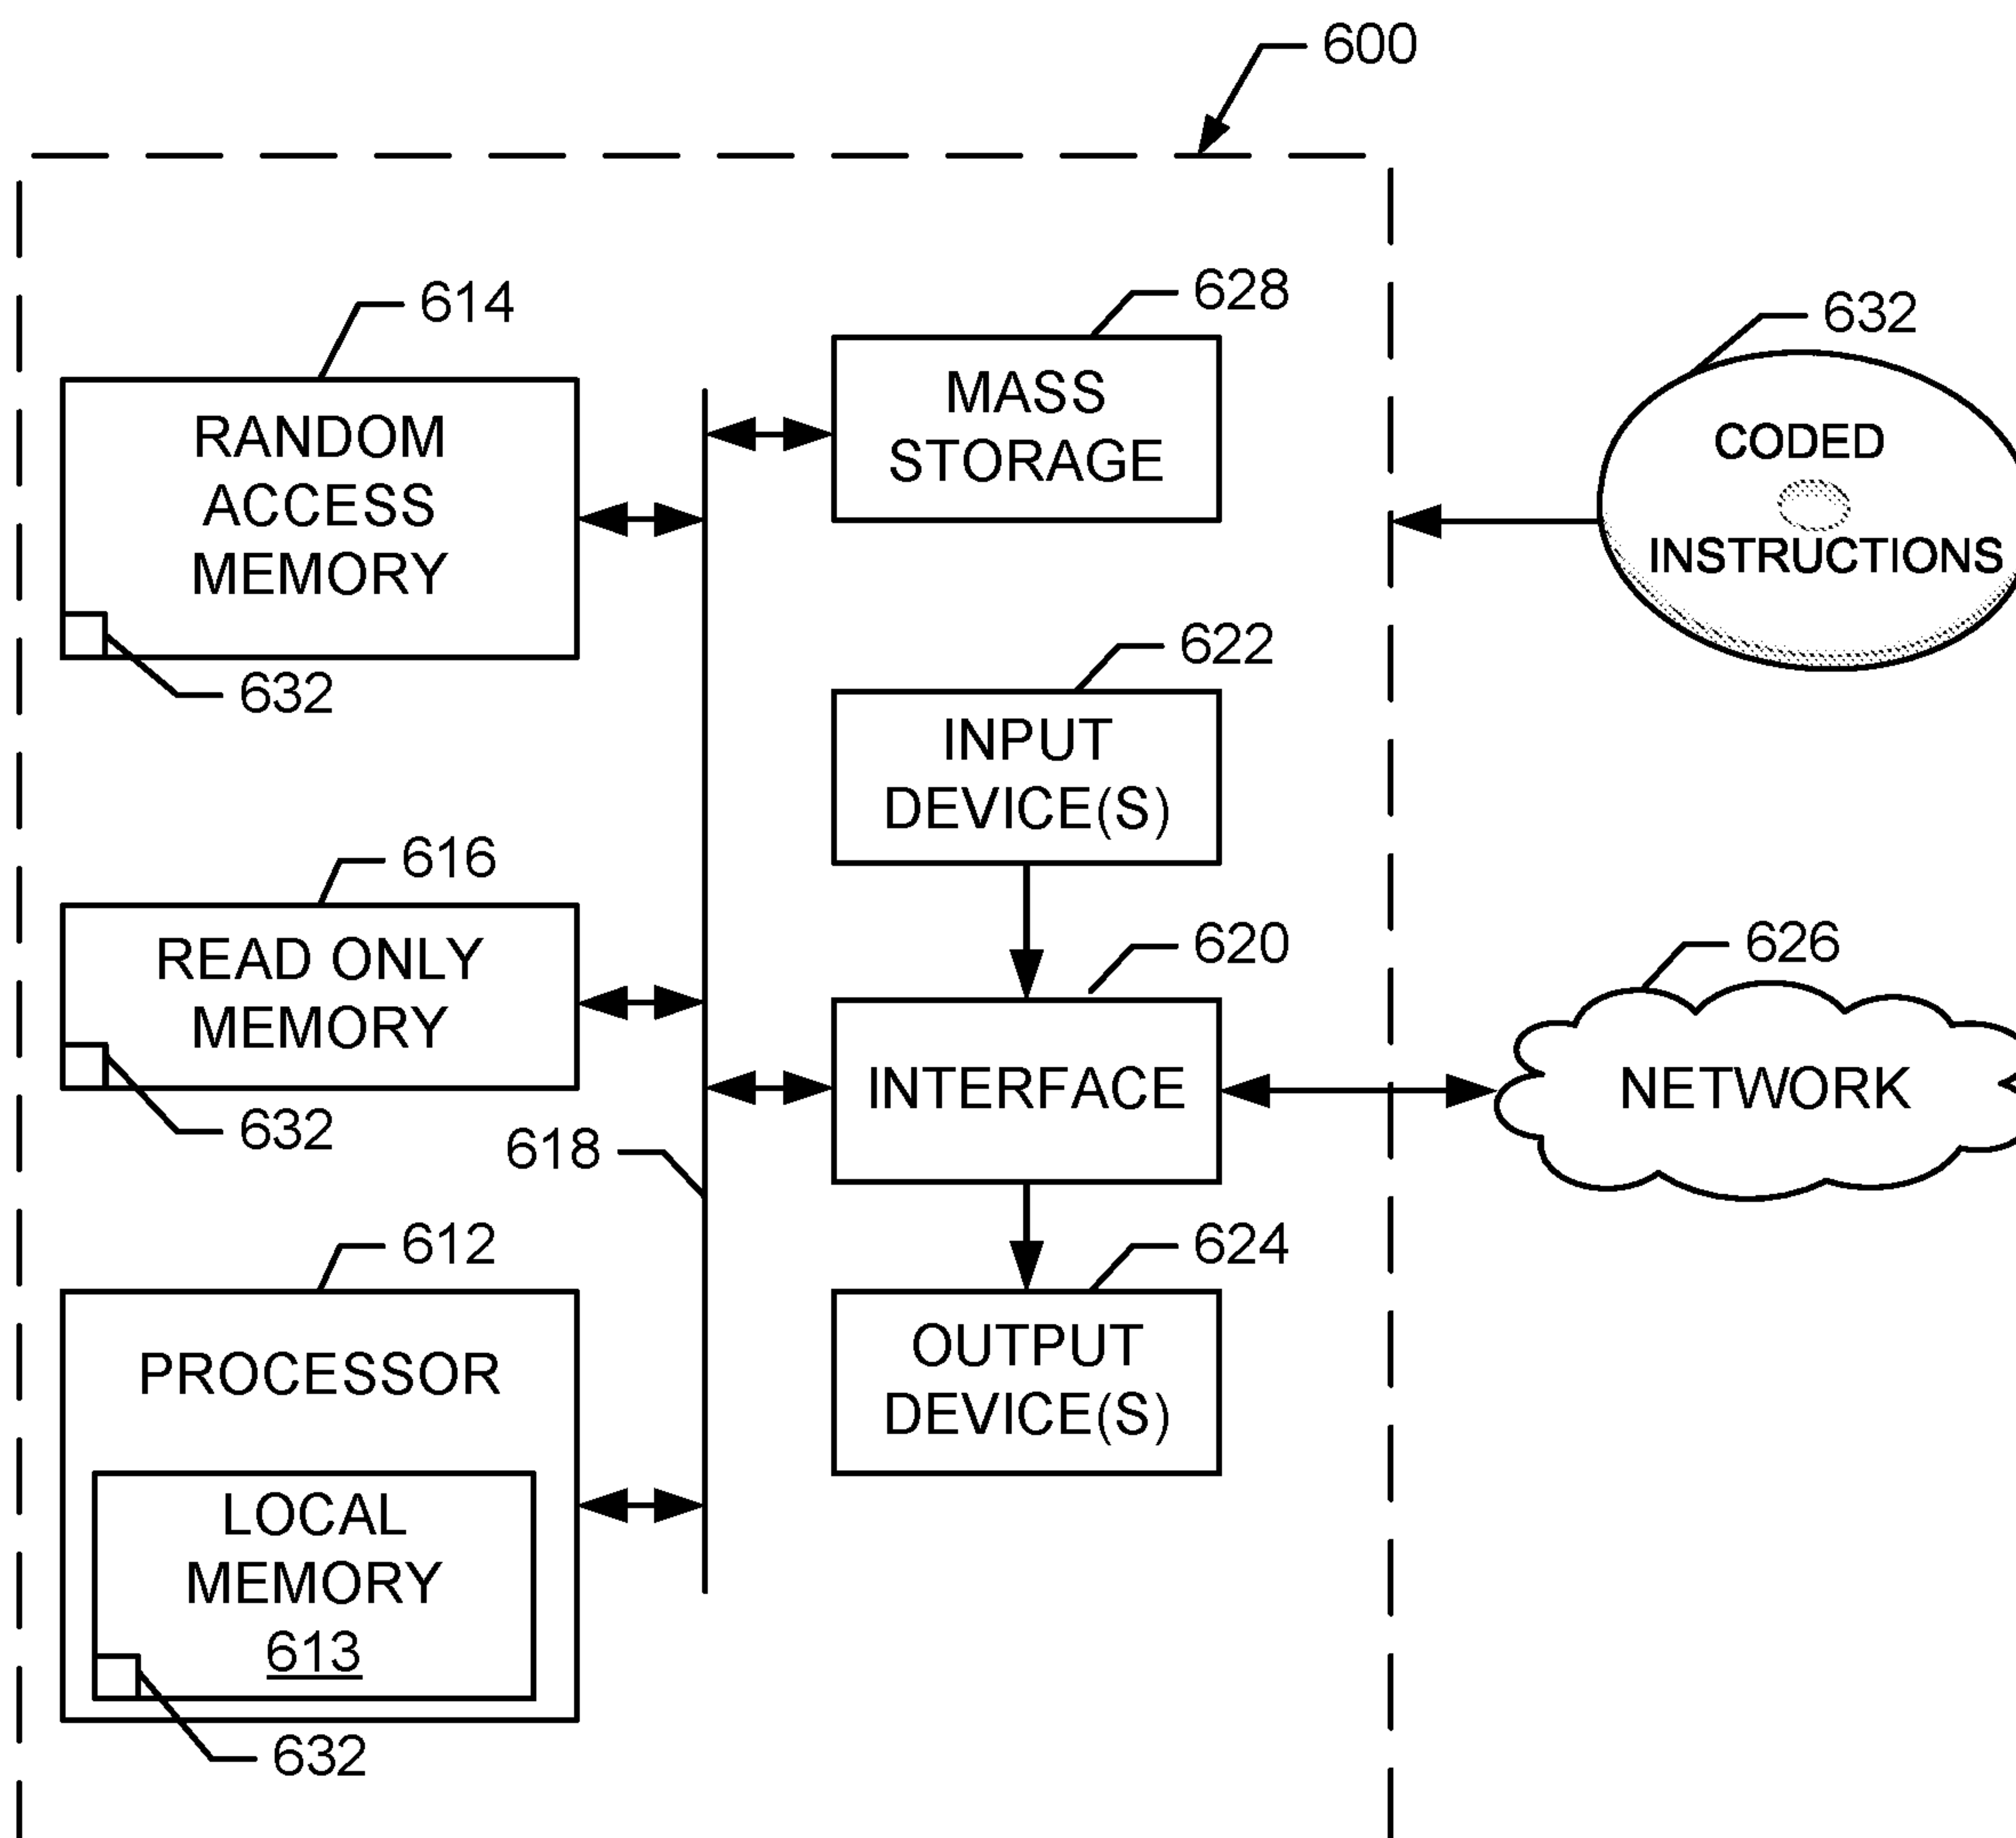 600
614
RANDOM
ACCESS
MEMORY
632
628
MASS
STORAGE
632
CODED
INSTRUCTIONS
622
INPUT
DEVICE(S)
616
READ ONLY
MEMORY
632
618
620
INTERFACE
626
NETWORK
612
PROCESSOR
LOCAL
MEMORY
613
632
624
OUTPUT
DEVICE(S)